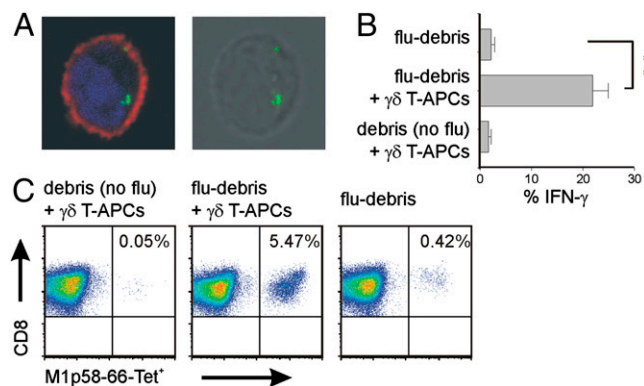 A
B
flu-debris
flu-debris
+ γδ T-APCs
debris (no flu)
+ γδ T-APCs
0 10 20 30
% IFN-γ
C
debris (no flu)
+ γδ T-APCs
flu-debris
+ γδ T-APCs
flu-debris
0.05%
5.47%
0.42%
CD8
M1p58-66-Tet⁺